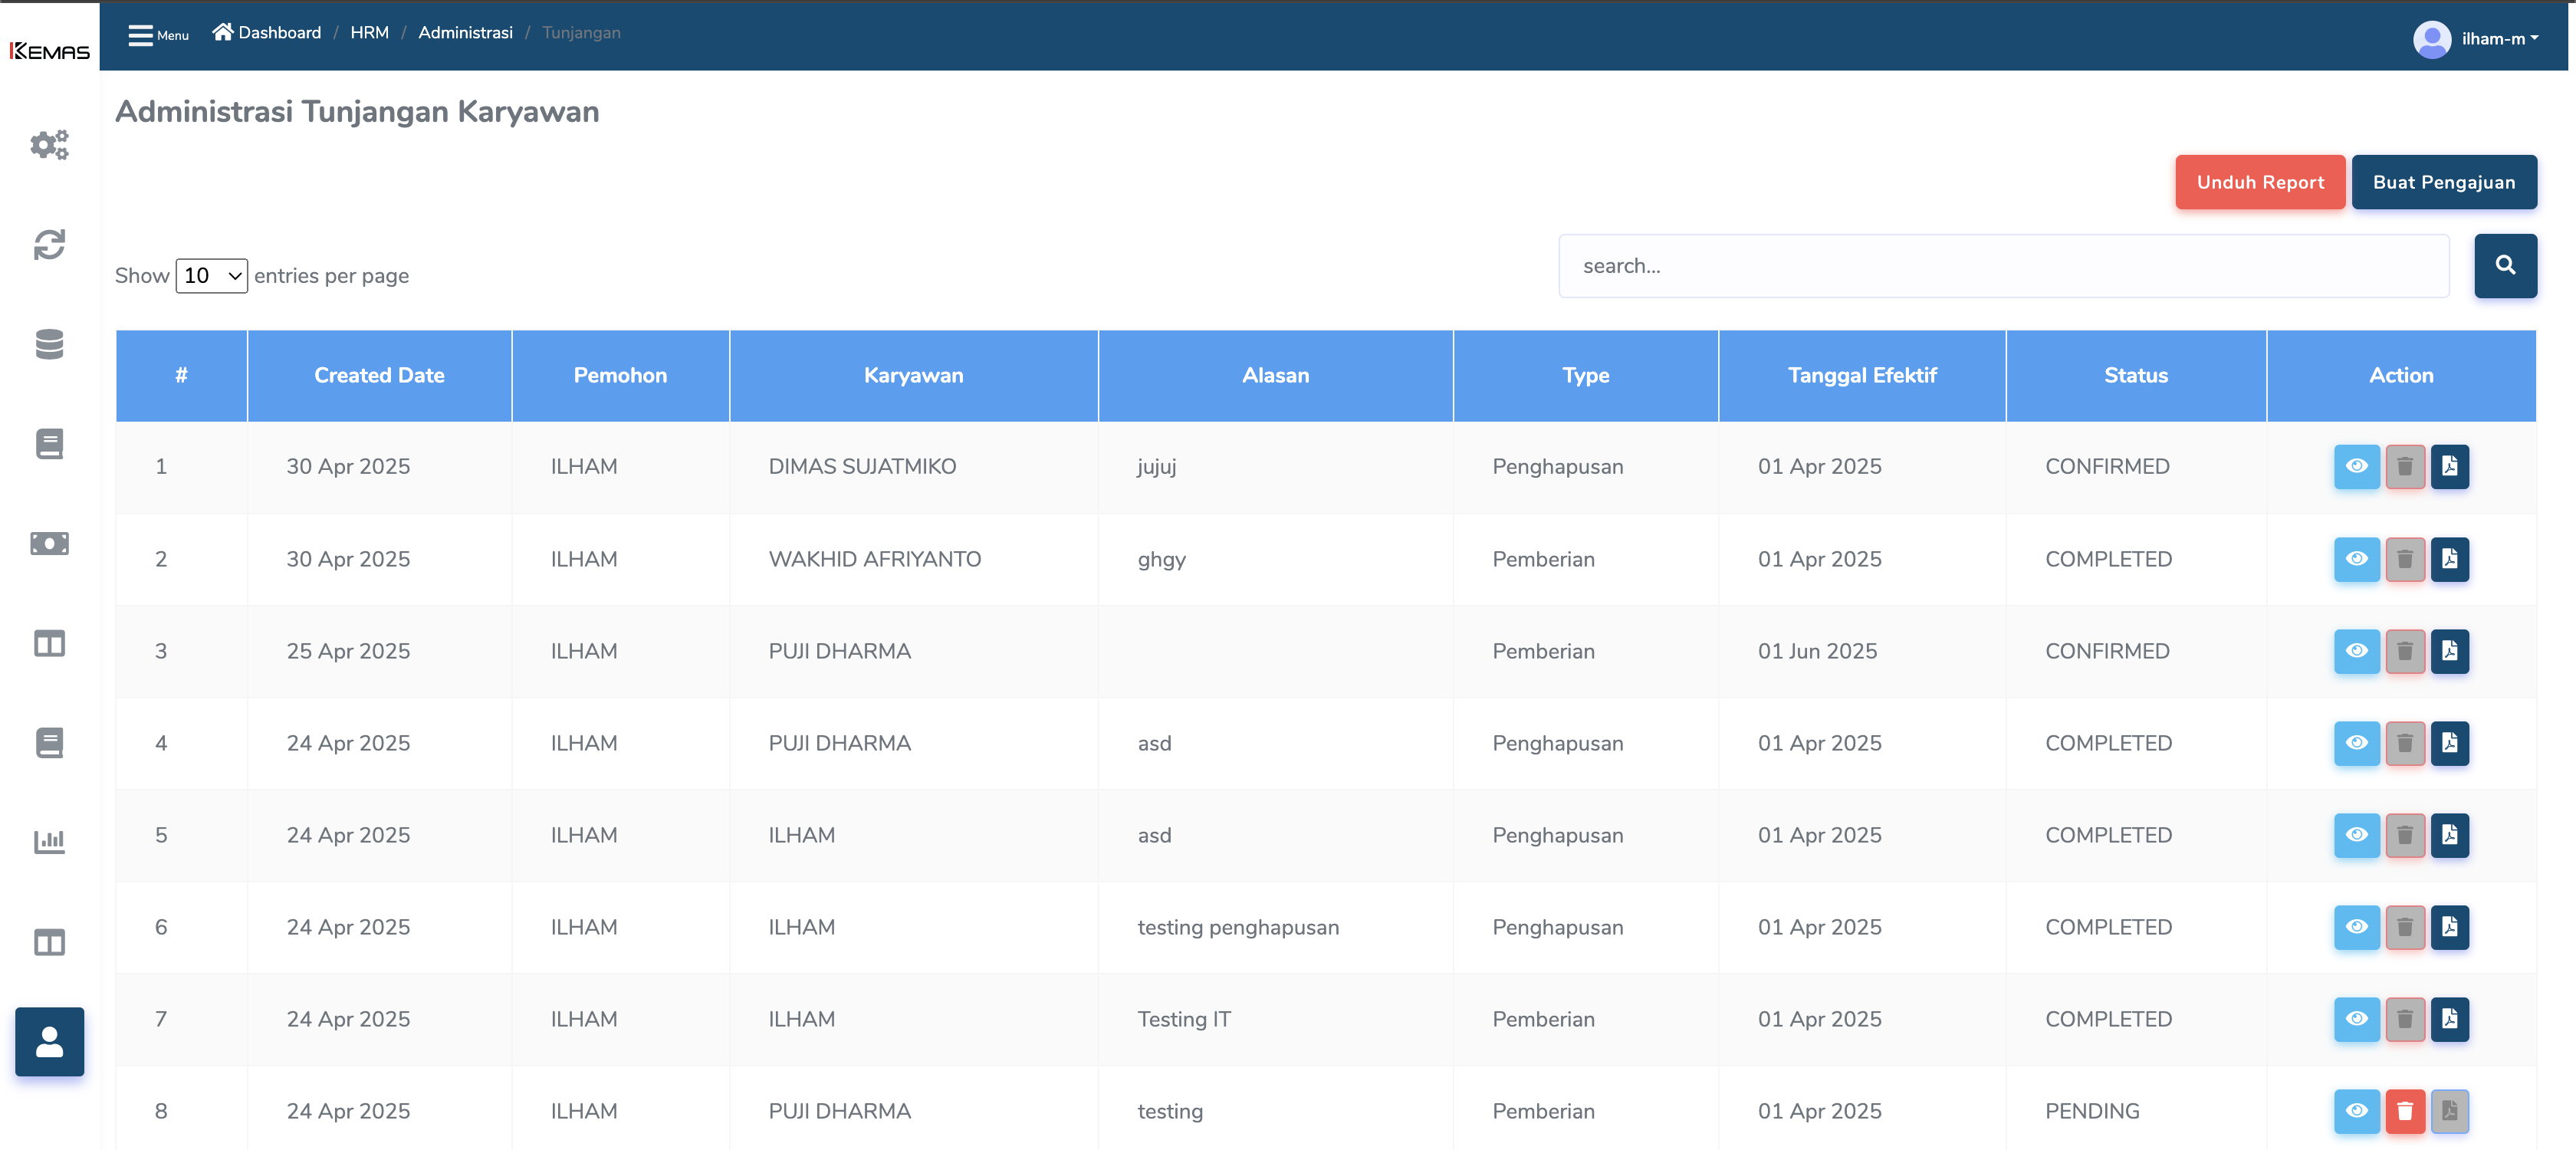 KEMAS
Menu Dashboard / HRM / Administrasi / Tunjangan
ilham-m
Administrasi Tunjangan Karyawan
Unduh Report Buat Pengajuan
Show 10 entries per page
search...
# Created Date Pemohon Karyawan Alasan Type Tanggal Efektif Status Action
1 30 Apr 2025 ILHAM DIMAS SUJATMIKO jujuj Penghapusan 01 Apr 2025 CONFIRMED
2 30 Apr 2025 ILHAM WAKHID AFRIYANTO ghgy Pemberian 01 Apr 2025 COMPLETED
3 25 Apr 2025 ILHAM PUJI DHARMA Pemberian 01 Jun 2025 CONFIRMED
4 24 Apr 2025 ILHAM PUJI DHARMA asd Penghapusan 01 Apr 2025 COMPLETED
5 24 Apr 2025 ILHAM ILHAM asd Penghapusan 01 Apr 2025 COMPLETED
6 24 Apr 2025 ILHAM ILHAM testing penghapusan Penghapusan 01 Apr 2025 COMPLETED
7 24 Apr 2025 ILHAM ILHAM Testing IT Pemberian 01 Apr 2025 COMPLETED
8 24 Apr 2025 ILHAM PUJI DHARMA testing Pemberian 01 Apr 2025 PENDING